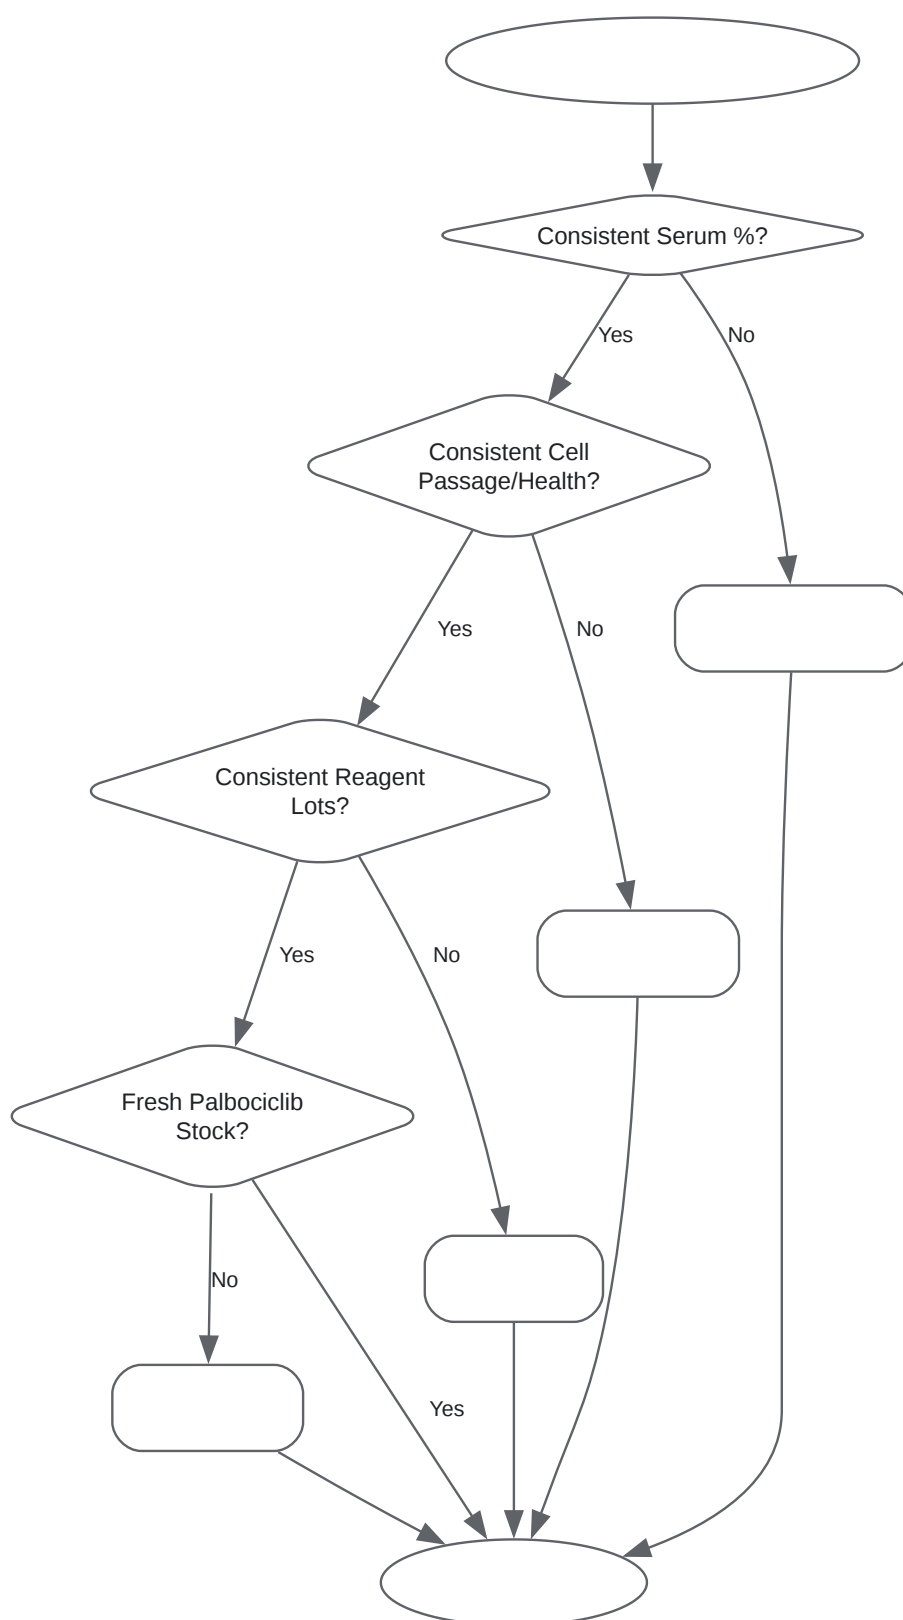 Consistent Serum %?
Yes
No
Consistent Cell
Passage/Health?
Yes
No
Consistent Reagent
Lots?
Yes
No
Fresh Palbociclib
Stock?
No
Yes